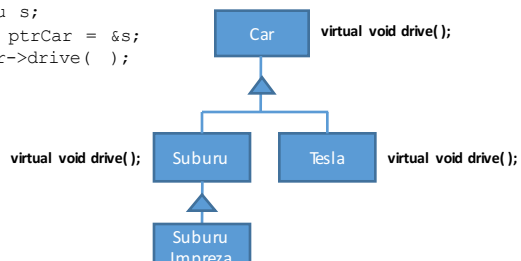 u s;
ptrCar = &s;
r->drive( );
Car
virtual void drive( );
virtual void drive( );
Suburu
Tesla
virtual void drive( );
Suburu
Impreza